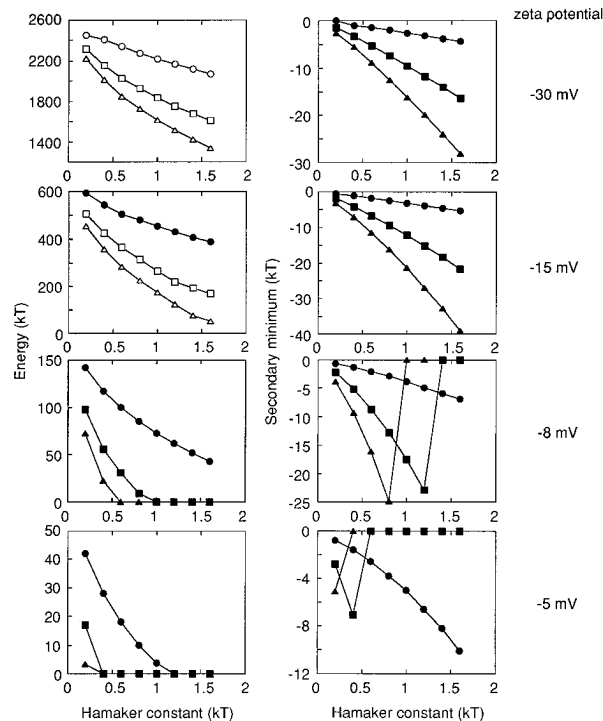 zeta potential
2600
2200
1800
1400
0 0.5 1 1.5 2
0
-10
-20
-30
0 0.5 1 1.5 2
-30 mV
600
400
200
0
0 0.5 1 1.5 2
0
-10
-20
-30
-40
0 0.5 1 1.5 2
-15 mV
Energy (kT)
Secondary minimum (kT)
150
100
50
0
0 0.5 1 1.5 2
0
-5
-10
-15
-20
-25
0 0.5 1 1.5 2
-8 mV
50
40
30
20
10
0
0 0.5 1 1.5 2
0
-4
-8
-12
0 0.5 1 1.5 2
-5 mV
Hamaker constant (kT)
Hamaker constant (kT)